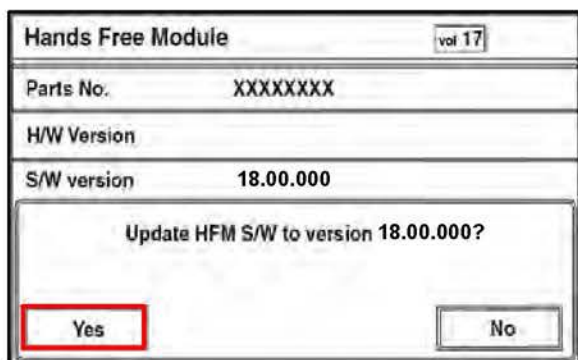 Hands Free Module vol 17
Parts No. XXXXXXXX
H/W Version
S/W version 18.00.000
Update HFM S/W to version 18.00.000?
Yes No